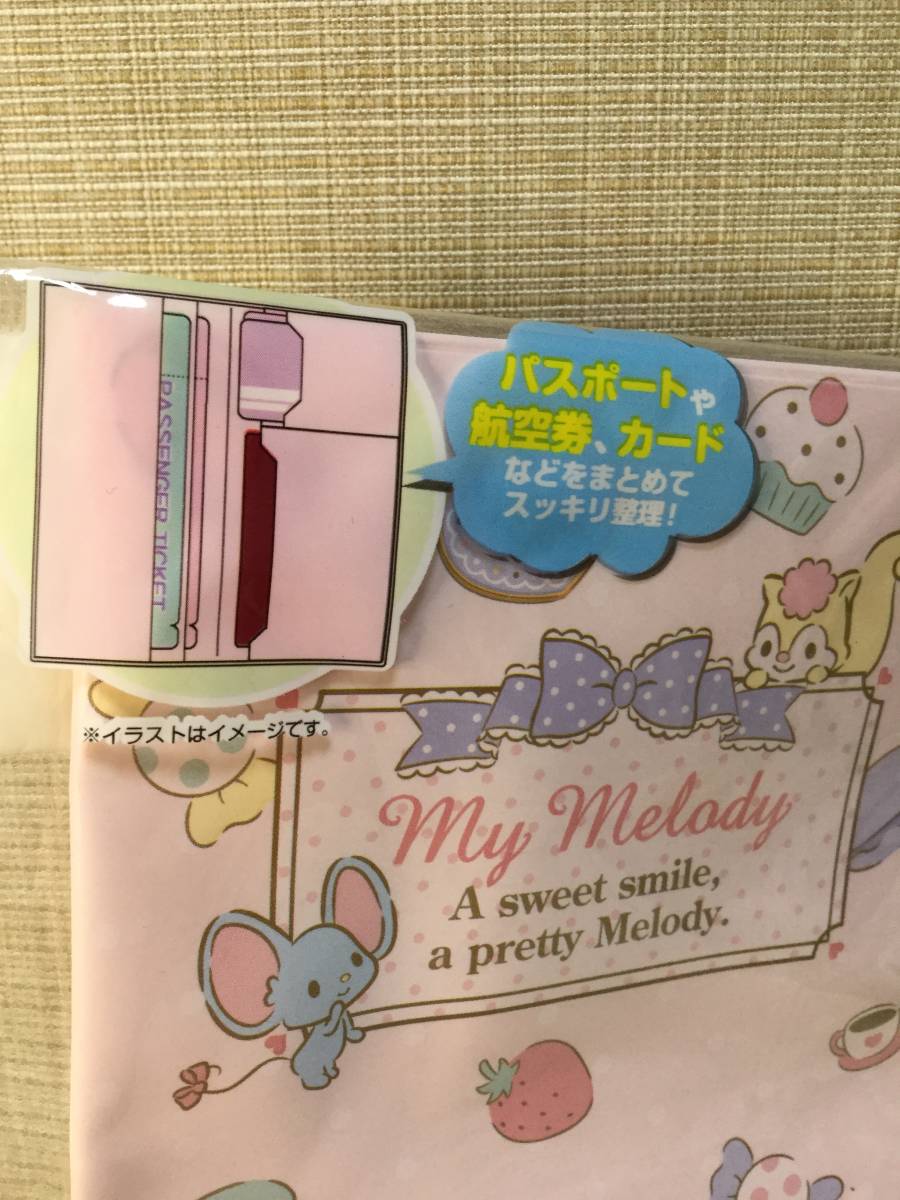 パスポートや
航空券、カード
などをまとめて
スッキリ整理!
PASSENGER TICKET
※イラストはイメージです。
My Melody
A sweet smile,
a pretty Melody.